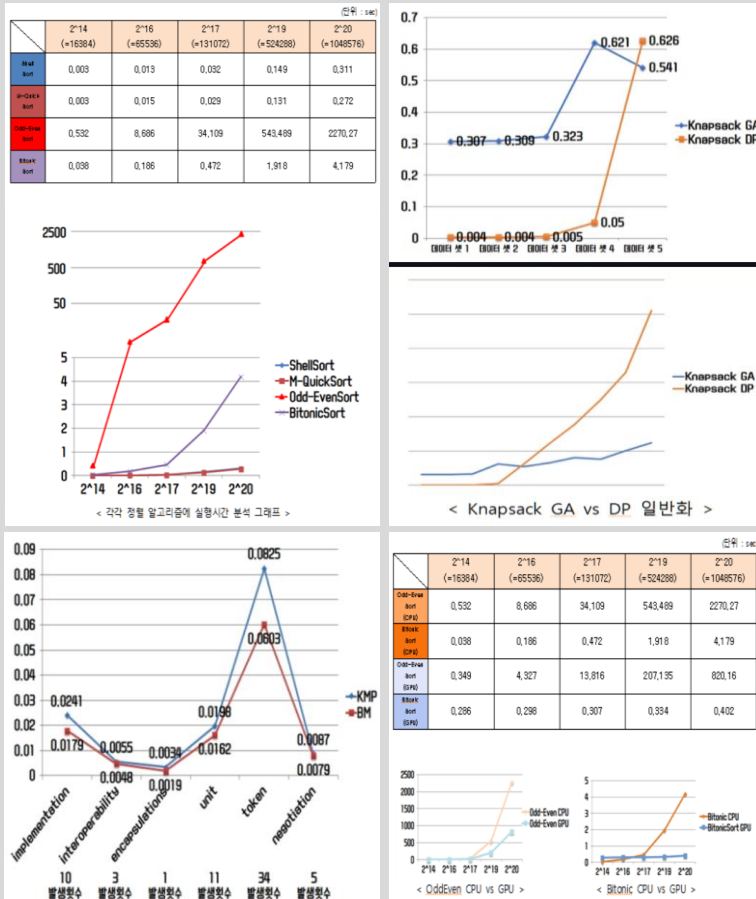 (단위 : sec)
2^14 2^16 2^17 2^19 2^20
(=16384) (=65536) (=131072) (=524288) (=1048576)
Shell Sort 0,003 0,013 0,032 0,149 0,311
M-Quick Sort 0,003 0,015 0,029 0,131 0,272
Odd-Even Sort 0,532 8,686 34,109 543,489 2270,27
Bitonic Sort 0,038 0,186 0,472 1,918 4,179
2500
500
50
5
4
3
2
1
0
2^14 2^16 2^17 2^19 2^20
ShellSort
M-QuickSort
Odd-EvenSort
BitonicSort
< 각각 정렬 알고리즘에 실행시간 분석 그래프 >
0.7
0.6
0.5
0.4
0.3
0.2
0.1
0
0.307 0.309 0.323 0.621 0.541
0.004 0.004 0.005 0.05 0.626
데이터 셋 1 데이터 셋 2 데이터 셋 3 데이터 셋 4 데이터 셋 5
Knapsack GA
Knapsack DP
Knapsack GA
Knapsack DP
< Knapsack GA vs DP 일반화 >
0.09
0.08
0.07
0.06
0.05
0.04
0.03
0.02
0.01
0
0.0241 0.0055 0.0034 0.0198 0.0825 0.0087
0.0179 0.0048 0.0019 0.0162 0.0603 0.0079
KMP
BM
implementation interoperability encapsulations unit token negotiation
10 3 1 11 34 5
발생횟수 발생횟수 발생횟수 발생횟수 발생횟수 발생횟수
(단위 : sec
2^14 2^16 2^17 2^19 2^20
(=16384) (=65536) (=131072) (=524288) (=1048576)
Odd-Even Sort (CPU) 0,532 8,686 34,109 543,489 2270,27
Bitonic Sort (CPU) 0,038 0,186 0,472 1,918 4,179
Odd-Even Sort (GPU) 0,349 4,327 13,816 207,135 820,16
Bitonic Sort (GPU) 0,286 0,298 0,307 0,334 0,402
2500
2000
1500
1000
500
0
2^14 2^16 2^17 2^19 2^20
Odd-Even CPU
Odd-Even GPU
< OddEven CPU vs GPU >
5
4
3
2
1
0
2^14 2^16 2^17 2^19 2^20
Bitonic CPU
BitonicSort GPU
< Bitonic CPU vs GPU >